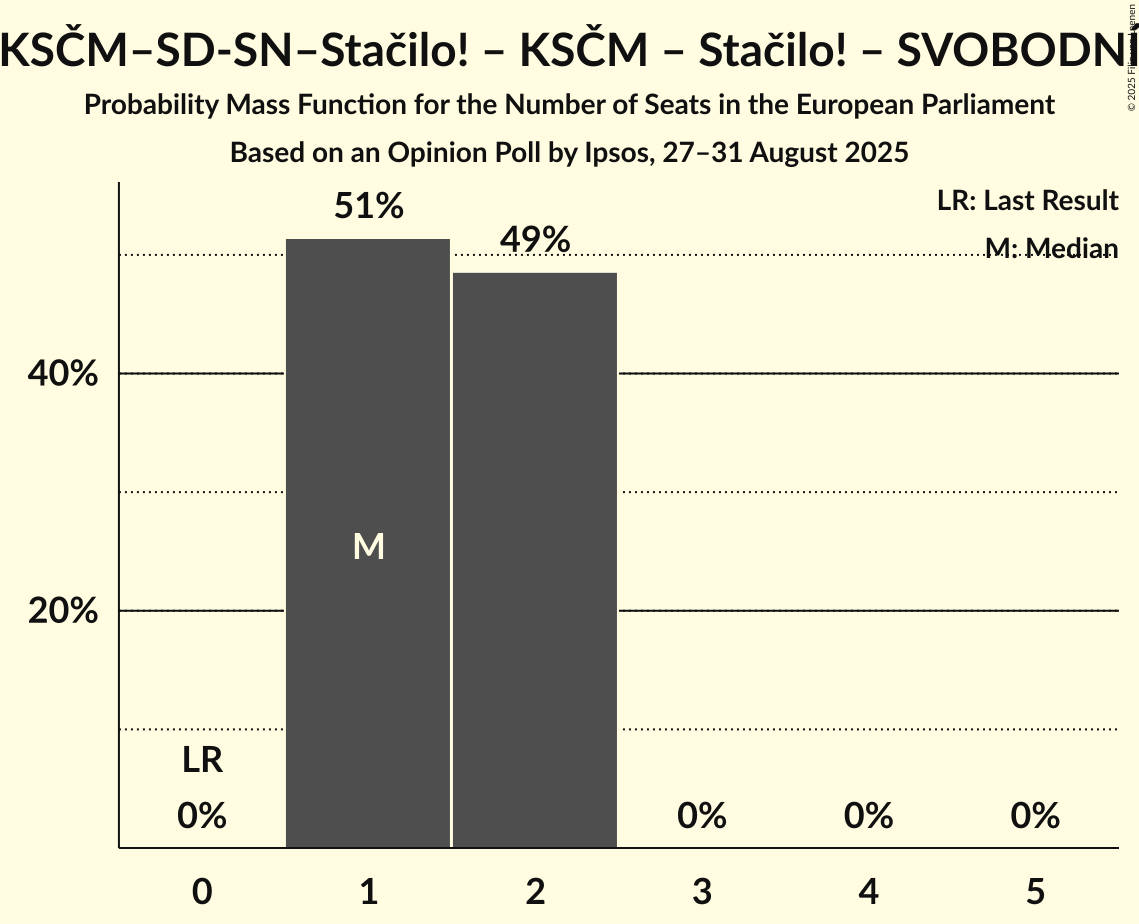 KSČM–SD-SN–Stačilo! – KSČM – Stačilo! – SVOBODNÍ
Probability Mass Function for the Number of Seats in the European Parliament
Based on an Opinion Poll by Ipsos, 27–31 August 2025
LR: Last Result
M: Median
51%
49%
40%
M
20%
LR
0%
0%
0%
0%
0
1
2
3
4
5
© 2025